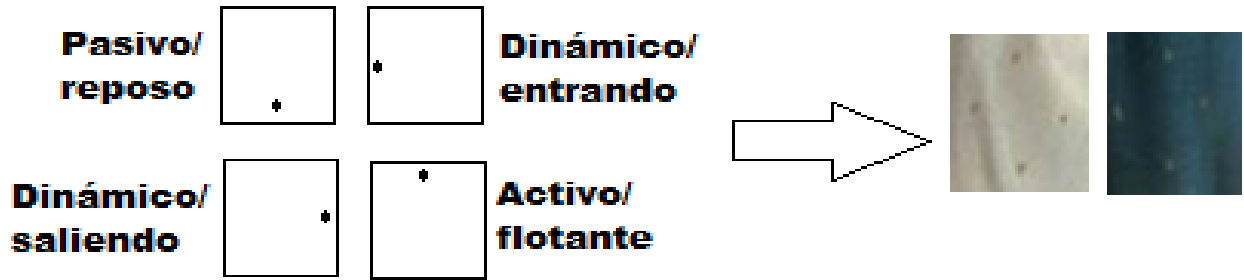 Pasivo/
reposo
Dinámico/
entrando
Dinámico/
saliendo
Activo/
flotante